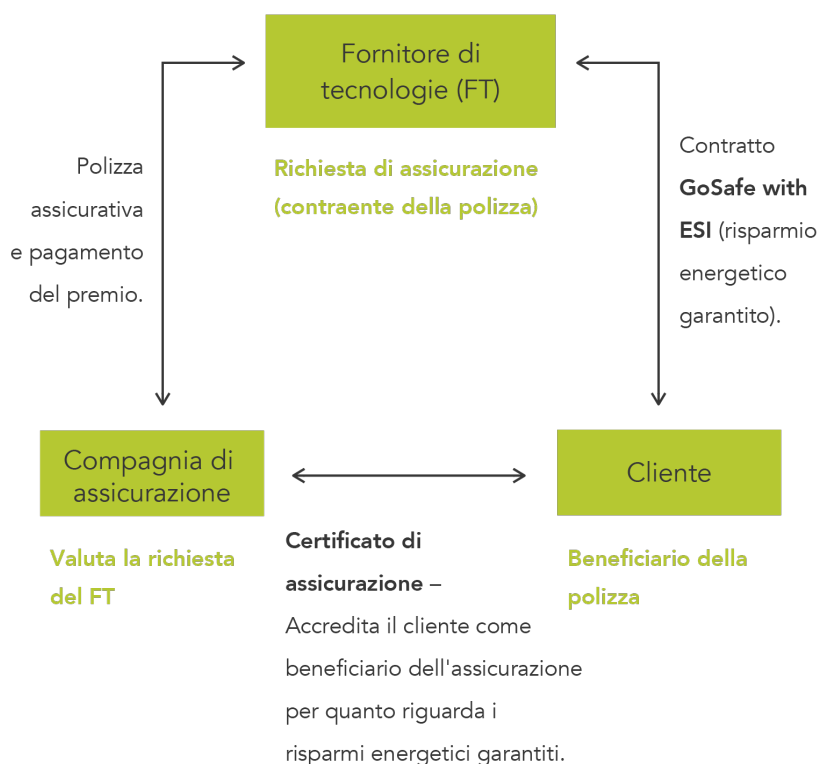 Fornitore di
tecnologie (FT)
Richiesta di assicurazione
(contraente della polizza)
Polizza
assicurativa
e pagamento
del premio.
Contratto
GoSafe with
ESI (risparmio
energetico
garantito).
Compagnia di
assicurazione
Valuta la richiesta
del FT
Certificato di
assicurazione –
Accredita il cliente come
beneficiario dell'assicurazione
per quanto riguarda i
risparmi energetici garantiti.
Cliente
Beneficiario della
polizza